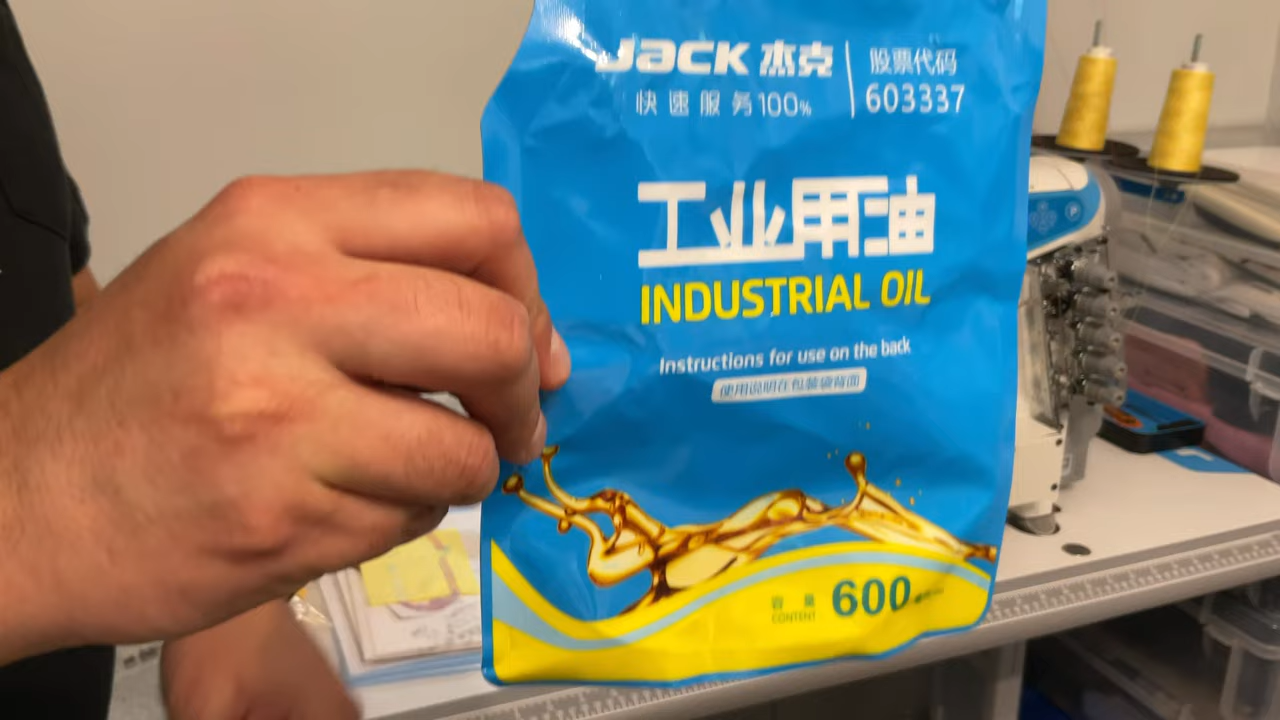 JACK 杰克
快速服务100%
股票代码
603337
工业用油
INDUSTRIAL OIL
Instructions for use on the back
使用说明在包装袋背面
容量
CONTENT
600